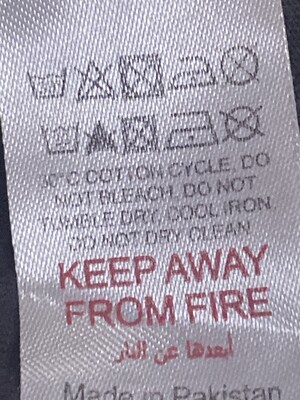 30°C COTTON CYCLE. DO
NOT BLEACH. DO NOT
TUMBLE DRY. COOL IRON.
DO NOT DRY CLEAN
KEEP AWAY
FROM FIRE
أبعدها عن النار
Made in Pakistan